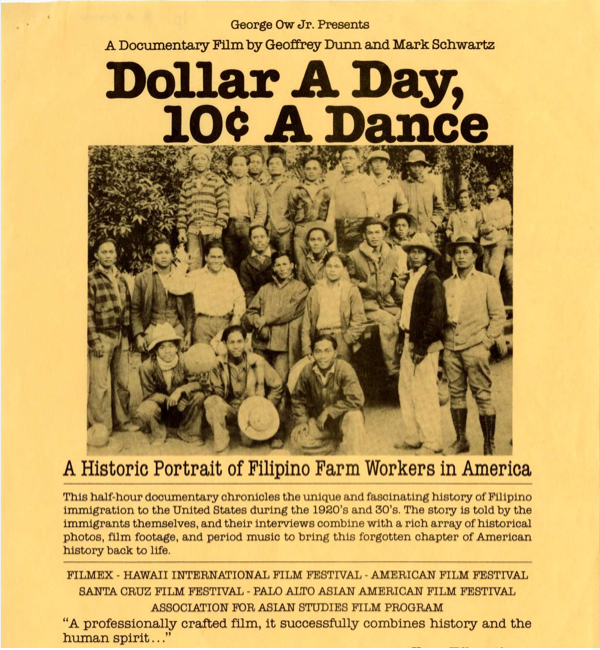 George Ow Jr. Presents
A Documentary Film by Geoffrey Dunn and Mark Schwartz
Dollar A Day,
10¢ A Dance
A Historic Portrait of Filipino Farm Workers in America
This half-hour documentary chronicles the unique and fascinating history of Filipino
immigration to the United States during the 1920's and 30's. The story is told by the
immigrants themselves, and their interviews combine with a rich array of historical
photos, film footage, and period music to bring this forgotten chapter of American
history back to life.
FILMEX - HAWAII INTERNATIONAL FILM FESTIVAL - AMERICAN FILM FESTIVAL
SANTA CRUZ FILM FESTIVAL - PALO ALTO ASIAN AMERICAN FILM FESTIVAL
ASSOCIATION FOR ASIAN STUDIES FILM PROGRAM
“A professionally crafted film, it successfully combines history and the
human spirit...”